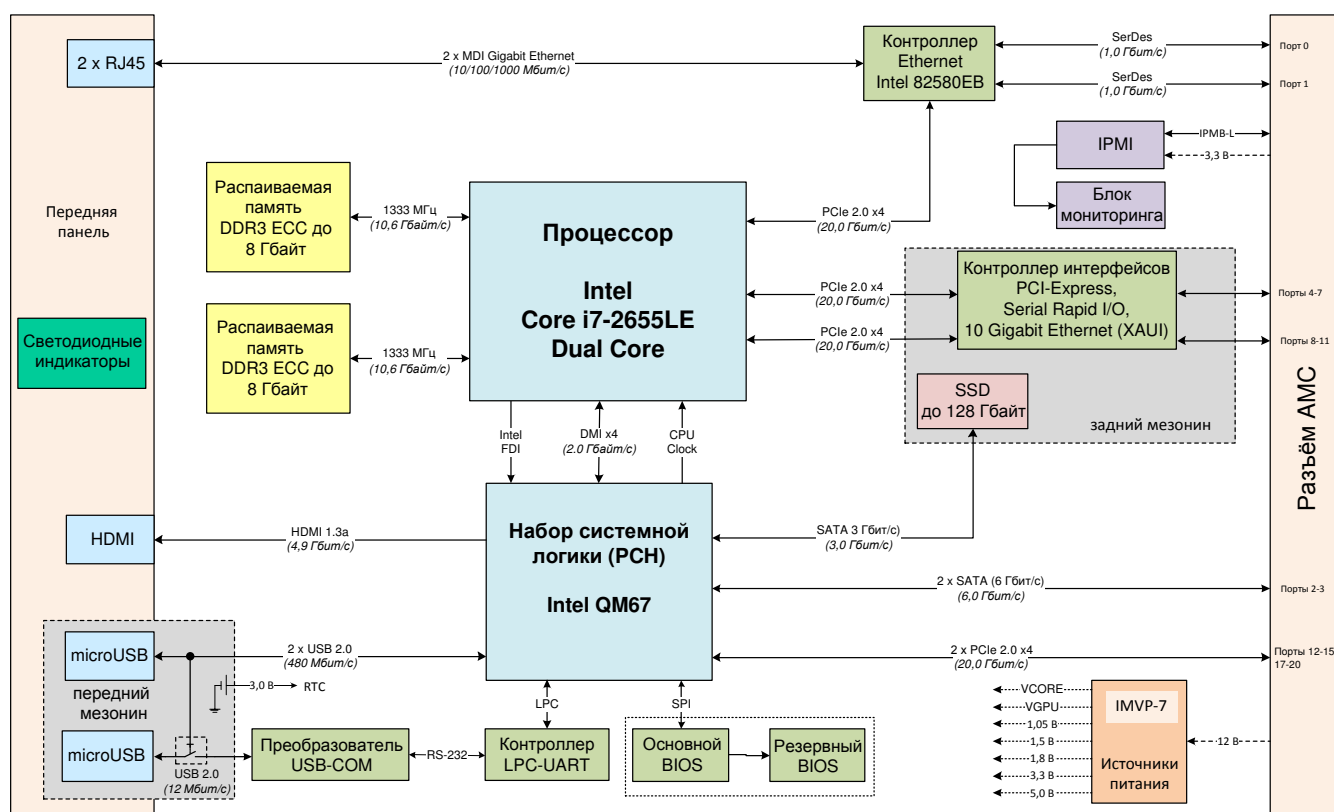 2 x RJ45
2 x MDI Gigabit Ethernet
(10/100/1000 Мбит/с)
Контроллер
Ethernet
Intel 82580EB
SerDes
(1,0 Гбит/с)
Порт 0
SerDes
(1,0 Гбит/с)
Порт 1
IPMI
IPMB-L
3,3 В
Блок
мониторинга
Передняя
панель
Распаиваемая
память
DDR3 ECC до
8 Гбайт
1333 МГц
(10,6 Гбайт/с)
Процессор
Intel
Core i7-2655LE
Dual Core
PCIe 2.0 x4
(20,0 Гбит/с)
PCIe 2.0 x4
(20,0 Гбит/с)
PCIe 2.0 x4
(20,0 Гбит/с)
Контроллер интерфейсов
PCI-Express,
Serial Rapid I/O,
10 Gigabit Ethernet (XAUI)
Порты 4-7
Порты 8-11
Светодиодные
индикаторы
Распаиваемая
память
DDR3 ECC до
8 Гбайт
1333 МГц
(10,6 Гбайт/с)
SSD
до 128 Гбайт
задний мезонин
Разъём AMC
Intel
FDI
DMI x4
(2.0 Гбайт/с)
CPU
Clock
HDMI
HDMI 1.3a
(4,9 Гбит/с)
Набор системной
логики (PCH)
Intel QM67
SATA 3 Гбит/с)
(3,0 Гбит/с)
2 x SATA (6 Гбит/с)
(6,0 Гбит/с)
Порты 2-3
microUSB
2 x USB 2.0
(480 Мбит/с)
2 x PCIe 2.0 x4
(20,0 Гбит/с)
Порты 12-15
17-20
передний
мезонин
3,0 В
RTC
LPC
SPI
microUSB
USB 2.0
(12 Мбит/с)
Преобразователь
USB-COM
RS-232
Контроллер
LPC-UART
Основной
BIOS
Резервный
BIOS
VCORE
VGPU
1,05 В
1,5 В
1,8 В
3,3 В
5,0 В
IMVP-7
Источники
питания
12 В